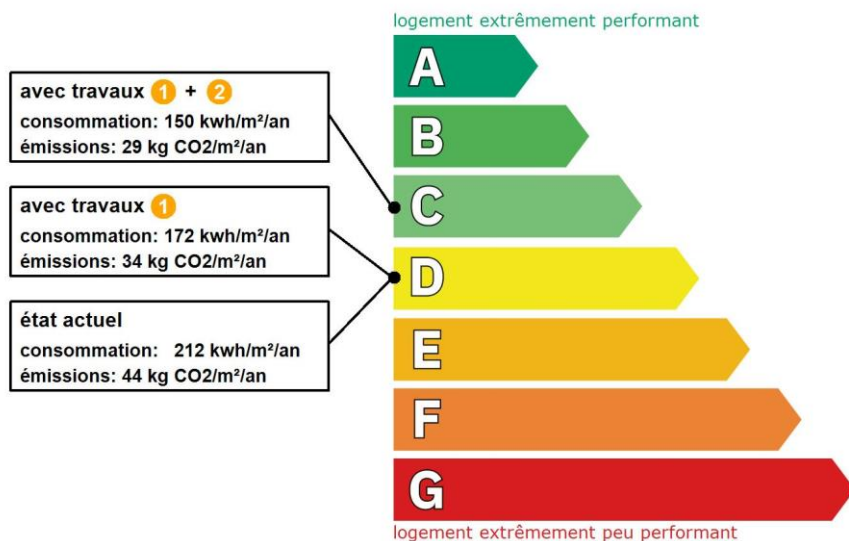 logement extrêmement performant
A
avec travaux 1 + 2
consommation: 150 kwh/m²/an
émissions: 29 kg CO2/m²/an
B
C
avec travaux 1
consommation: 172 kwh/m²/an
émissions: 34 kg CO2/m²/an
D
état actuel
consommation: 212 kwh/m²/an
émissions: 44 kg CO2/m²/an
E
F
G
logement extrêmement peu performant